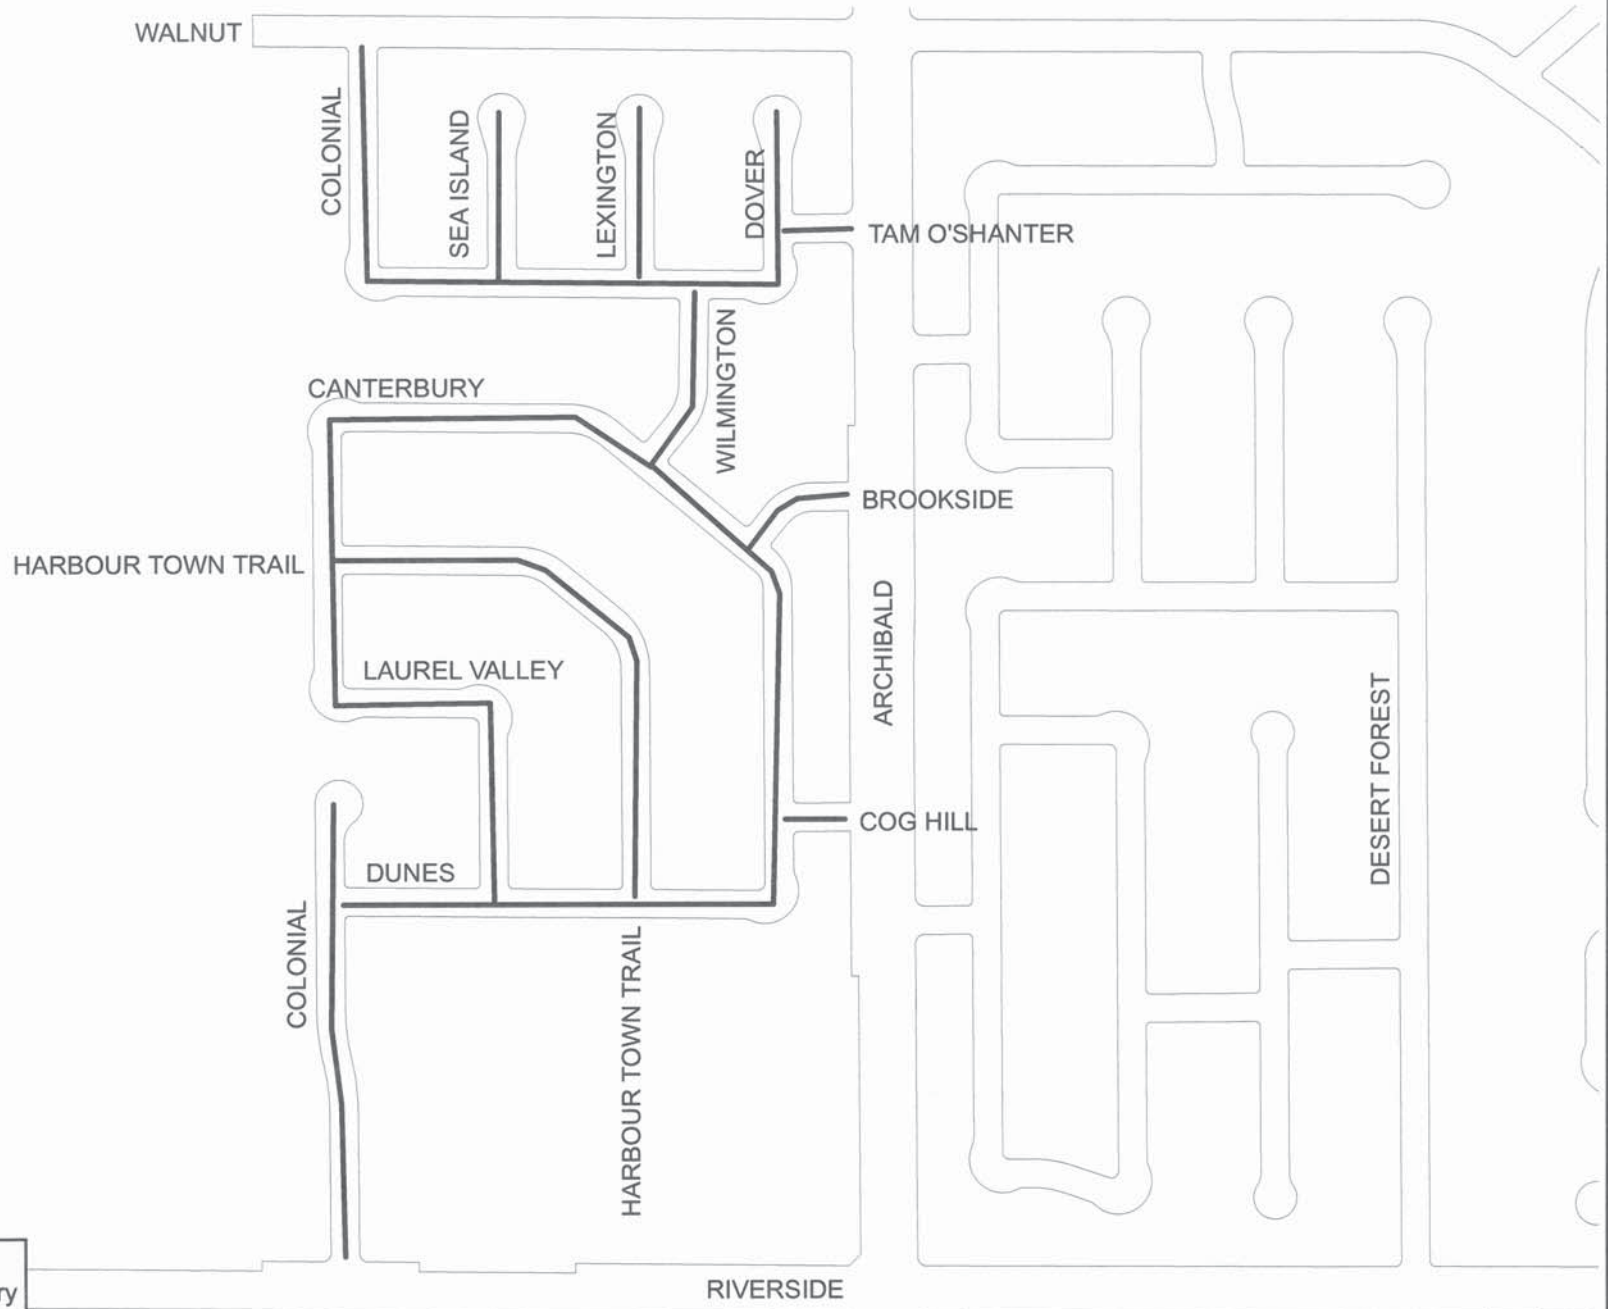 WALNUT
COLONIAL
SEA ISLAND
LEXINGTON
DOVER
TAM O'SHANTER
WILMINGTON
CANTERBURY
BROOKSIDE
HARBOUR TOWN TRAIL
ARCHIBALD
LAUREL VALLEY
DESERT FOREST
COG HILL
DUNES
COLONIAL
HARBOUR TOWN TRAIL
RIVERSIDE
ry